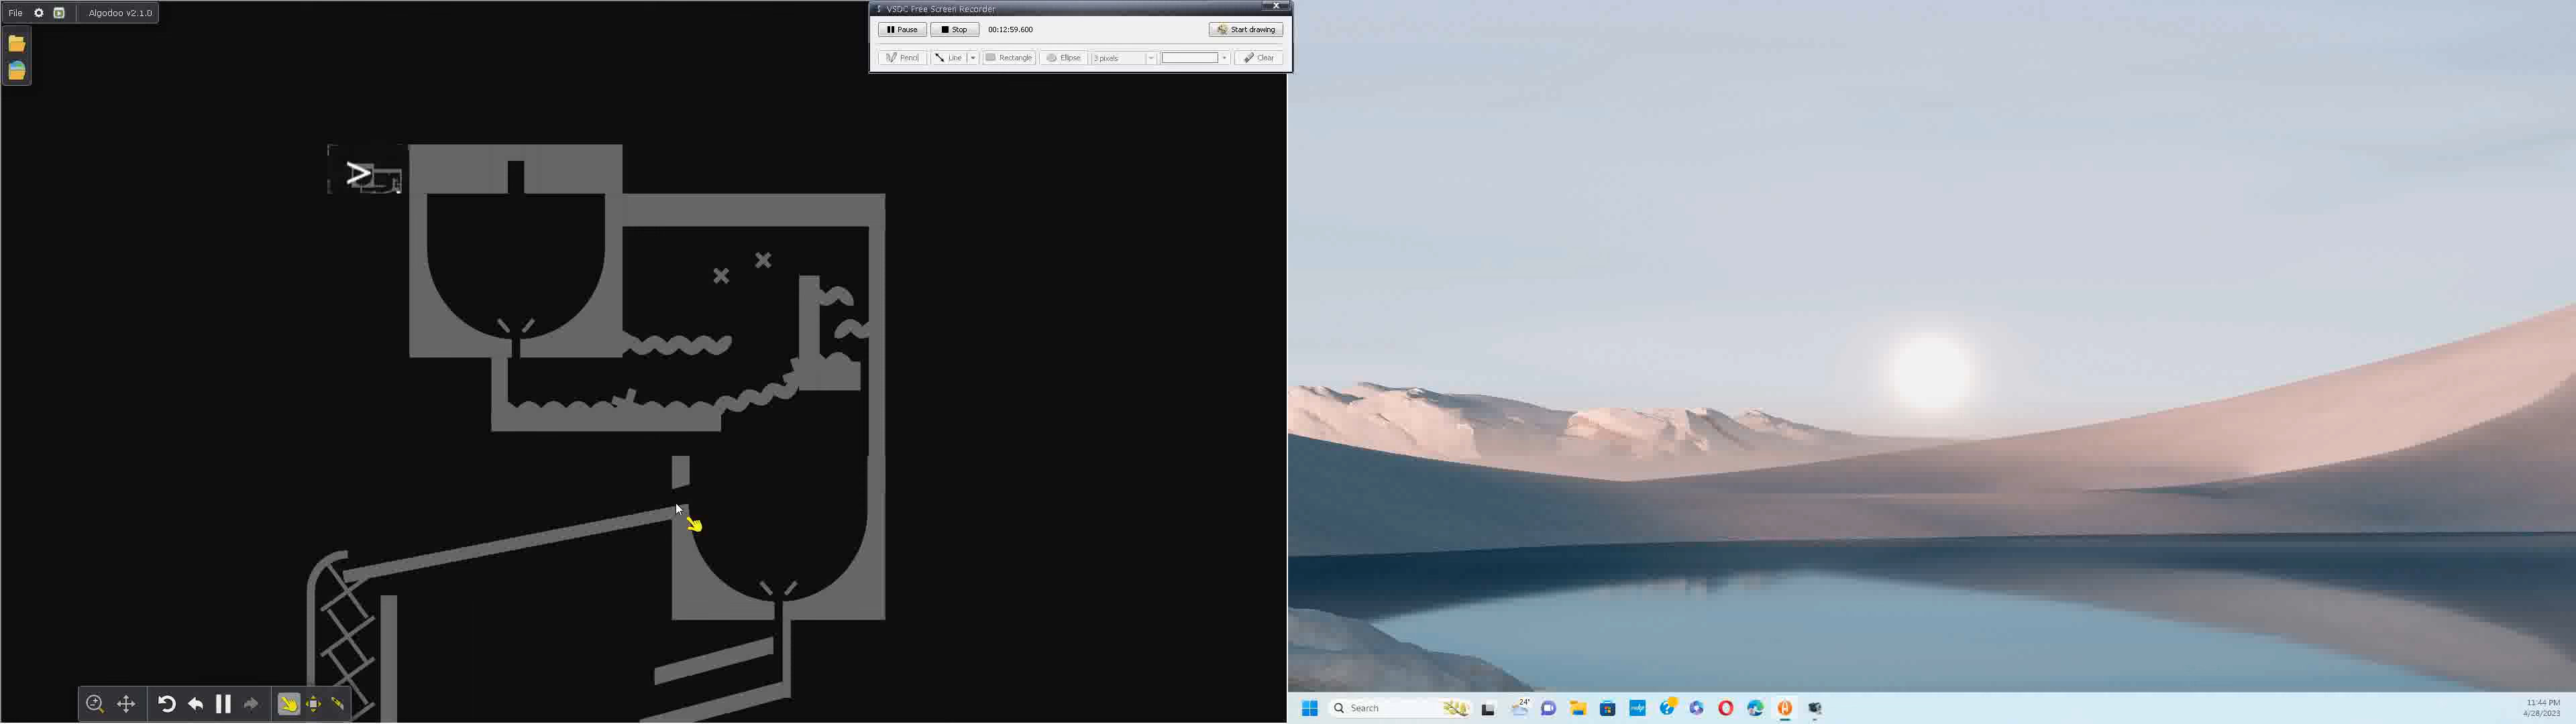 File
Algodoo v2.1.0
VSDC Free Screen Recorder
Pause
Stop
00:12:59.600
Start drawing
Pencil
Line
Rectangle
Ellipse
3 pixels
Clear
Search
24°
11:44 PM
4/28/2023